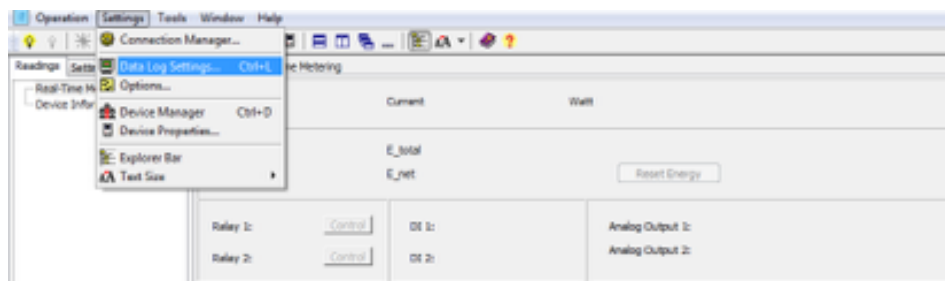 Operation Settings Tools Window Help
Connection Manager...
Readings
Data Log Settings... Ctrl+L
Metering
Options...
Device Manager Ctrl+D
Device Properties...
Explorer Bar
Text Size
Current Watt
E_total
E_net Reset Energy
Relay 1: Control DI 1: Analog Output 1:
Relay 2: Control DI 2: Analog Output 2: